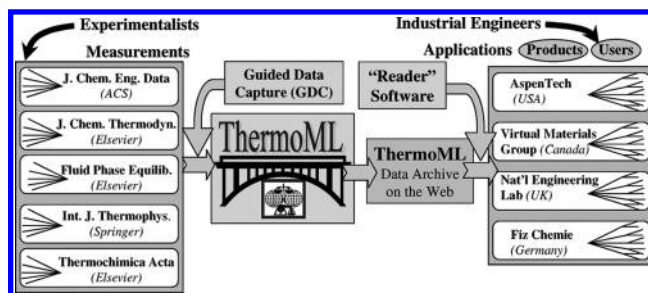 Experimentalists
Industrial Engineers
Measurements
Applications
Products
Users
J. Chem. Eng. Data
(ACS)
J. Chem. Thermodyn.
(Elsevier)
Fluid Phase Equilib.
(Elsevier)
Int. J. Thermophys.
(Springer)
Thermochimica Acta
(Elsevier)
Guided Data
Capture (GDC)
ThermoML
"Reader"
Software
ThermoML
Data Archive
on the Web
AspenTech
(USA)
Virtual Materials
Group (Canada)
Nat'l Engineering
Lab (UK)
Fiz Chemie
(Germany)